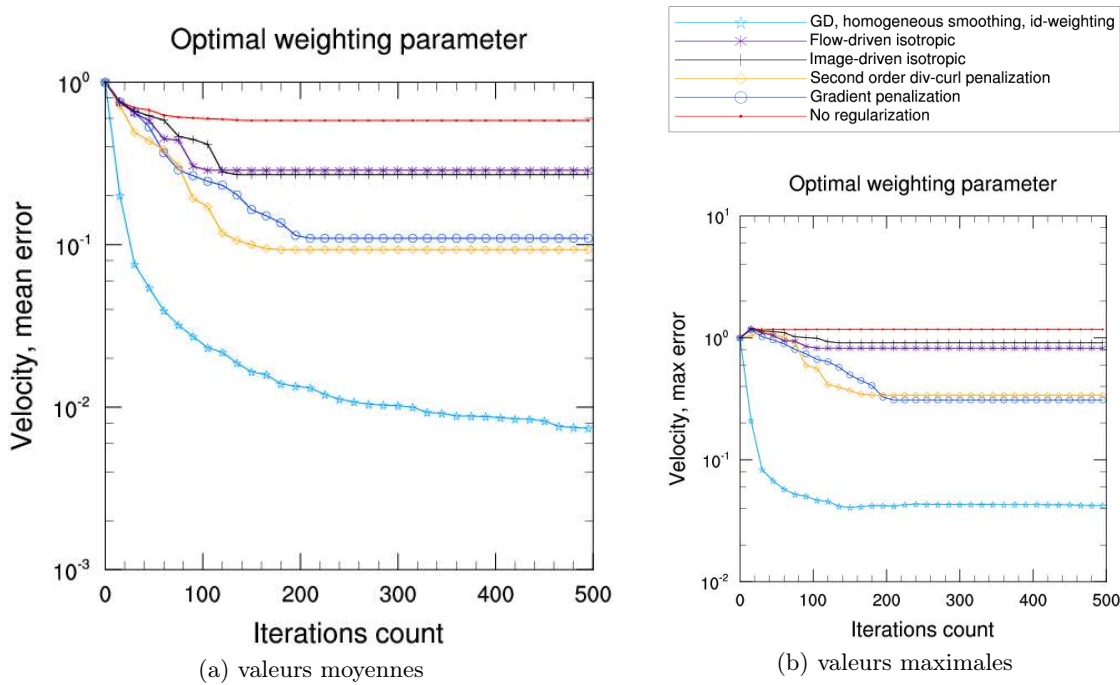 Optimal weighting parameter
10^0
10^-1
10^-2
10^-3
Velocity, mean error
0 100 200 300 400 500
Iterations count
(a) valeurs moyennes
GD, homogeneous smoothing, id-weighting
Flow-driven isotropic
Image-driven isotropic
Second order div-curl penalization
Gradient penalization
No regularization
Optimal weighting parameter
10^1
10^0
10^-1
10^-2
Velocity, max error
0 100 200 300 400 500
Iterations count
(b) valeurs maximales